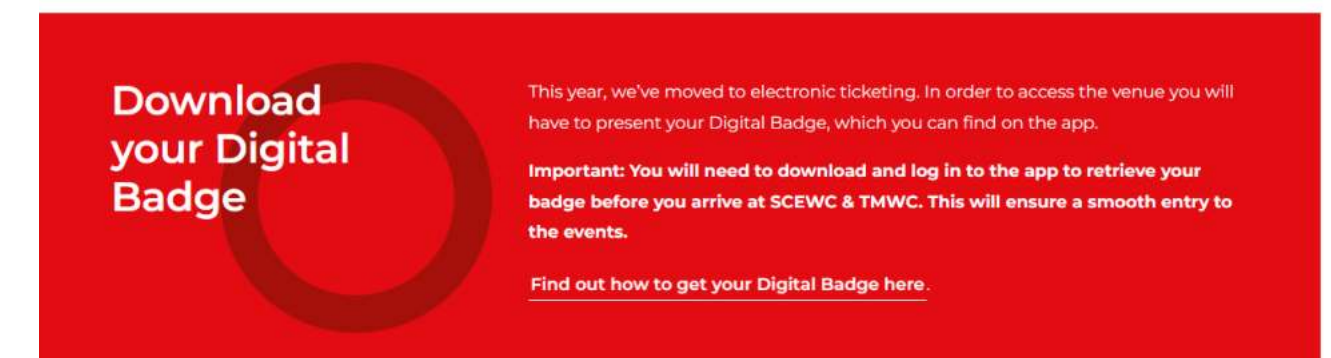 Download
your Digital
Badge
This year, we've moved to electronic ticketing. In order to access the venue you will
have to present your Digital Badge, which you can find on the app.
Important: You will need to download and log in to the app to retrieve your
badge before you arrive at SCEWC & TMWC. This will ensure a smooth entry to
the events.
Find out how to get your Digital Badge here.